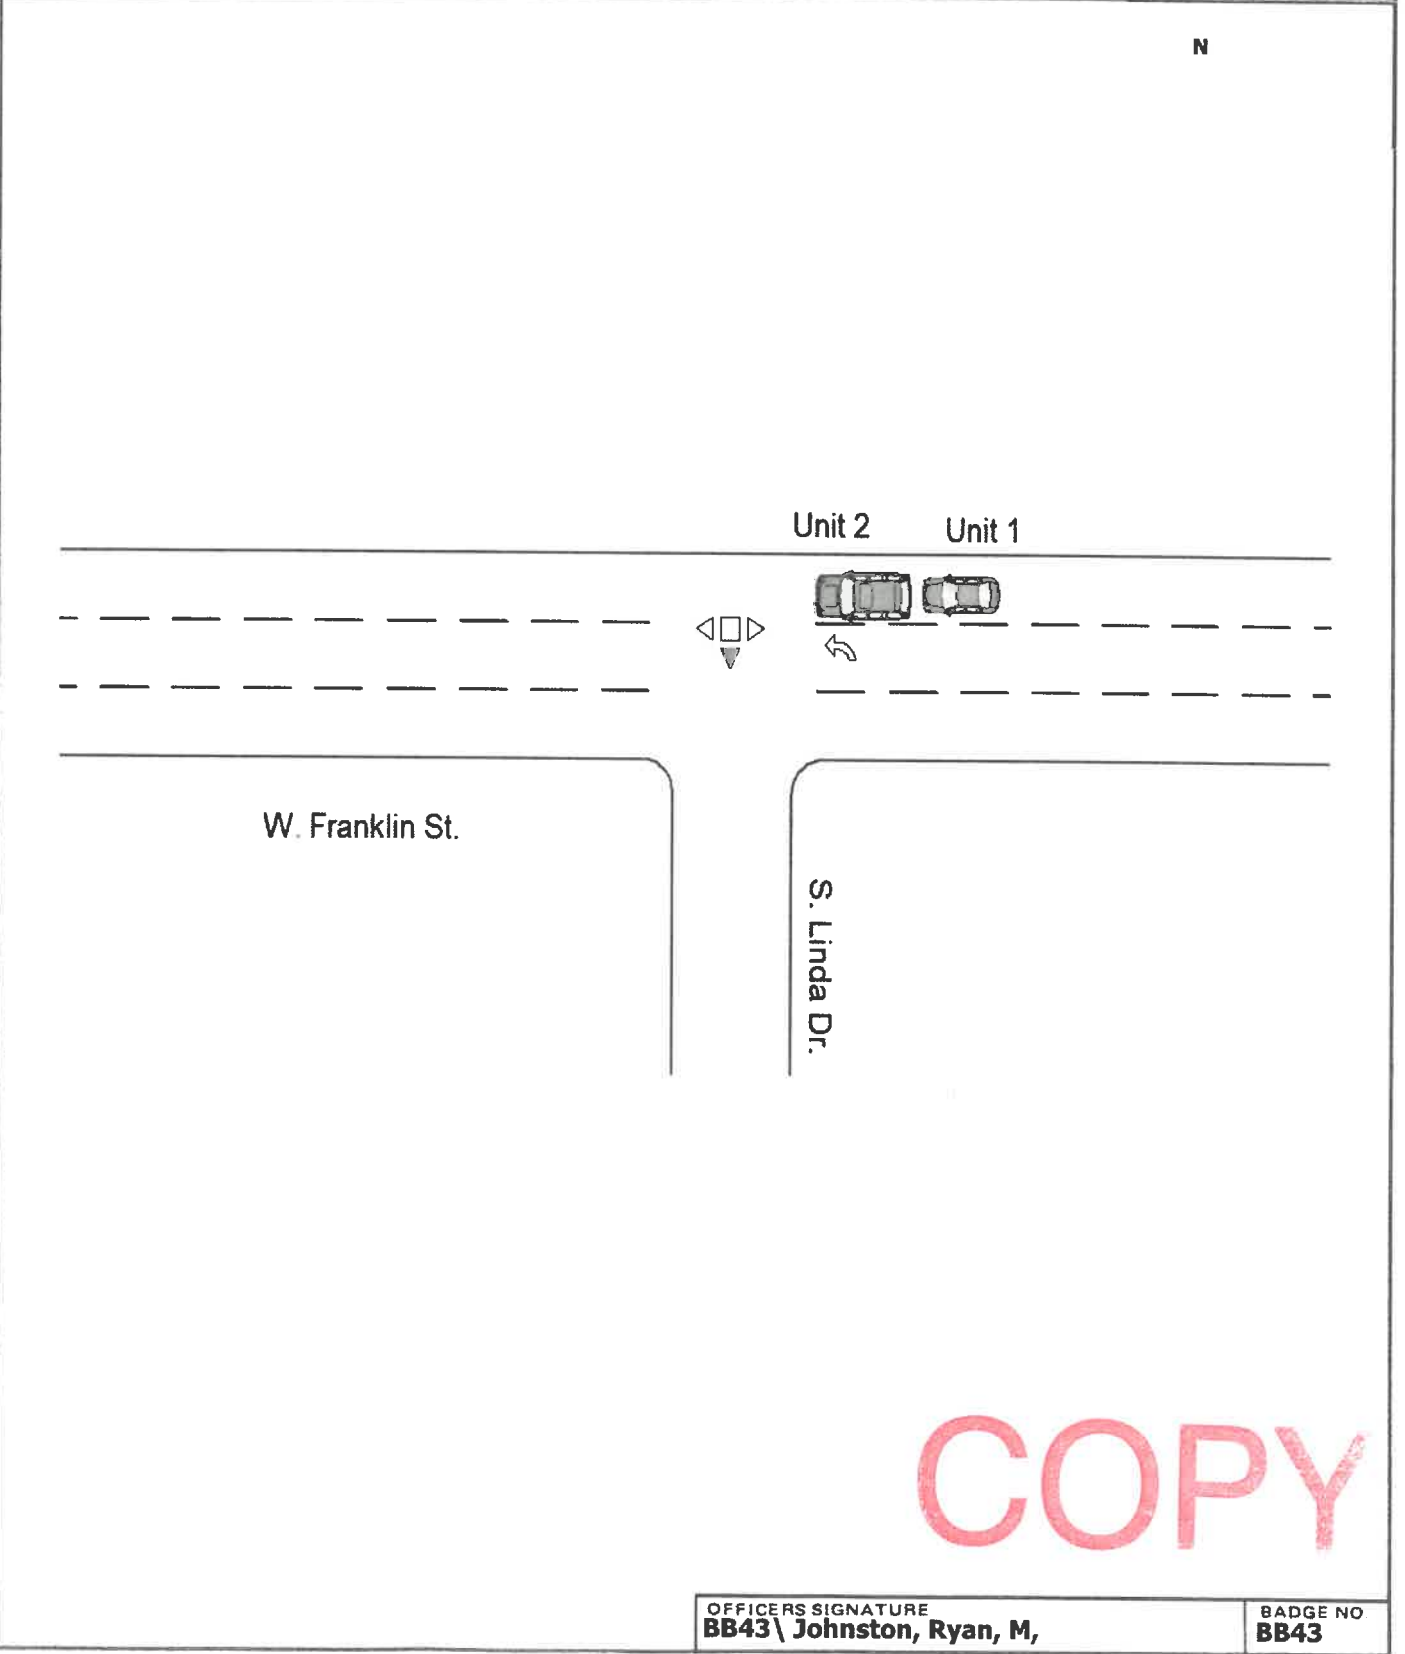 N
Unit 2 Unit 1
W. Franklin St.
S. Linda Dr.
COPY
OFFICERS SIGNATURE BADGE NO
BB43\ Johnston, Ryan, M, BB43